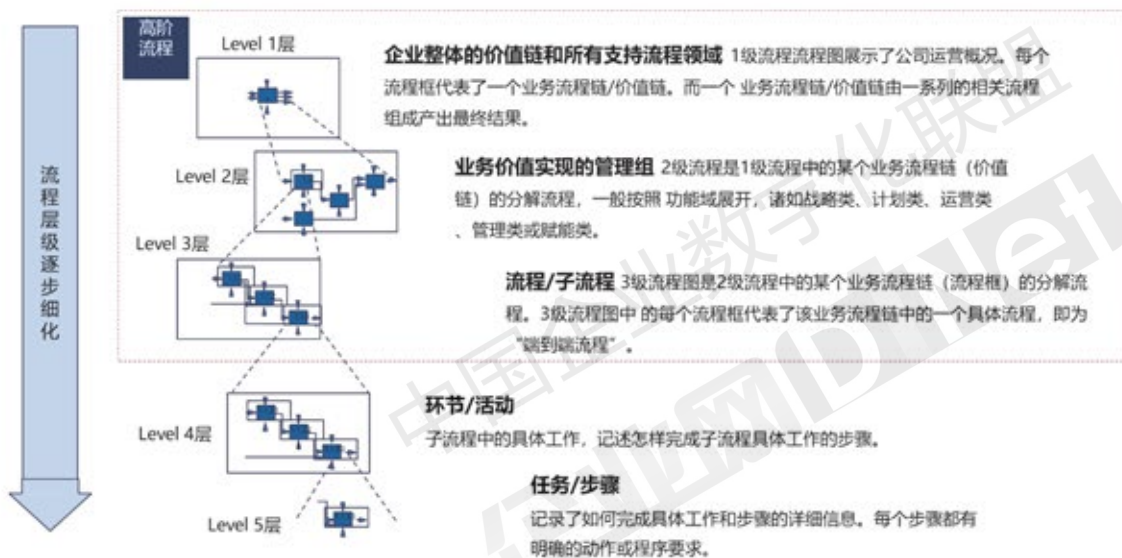 高阶
流程
Level 1层
企业整体的价值链和所有支持流程领域 1级流程流程图展示了公司运营概况。每个
流程框代表了一个业务流程链/价值链。而一个 业务流程链/价值链由一系列的相关流程
组成产出最终结果。
Level 2层
业务价值实现的管理组 2级流程是1级流程中的某个业务流程链（价值
链）的分解流程，一般按照 功能域展开，诸如战略类、计划类、运营类
、管理类或赋能类。
Level 3层
流程/子流程 3级流程图是2级流程中的某个业务流程链（流程框）的分解流
程。3级流程图中 的每个流程框代表了该业务流程链中的一个具体流程，即为
“端到端流程”。
流程层级逐步细化
Level 4层
环节/活动
子流程中的具体工作，记述怎样完成子流程具体工作的步骤。
Level 5层
任务/步骤
记录了如何完成具体工作和步骤的详细信息。每个步骤都有
明确的动作或程序要求。
中国企业数字化联盟